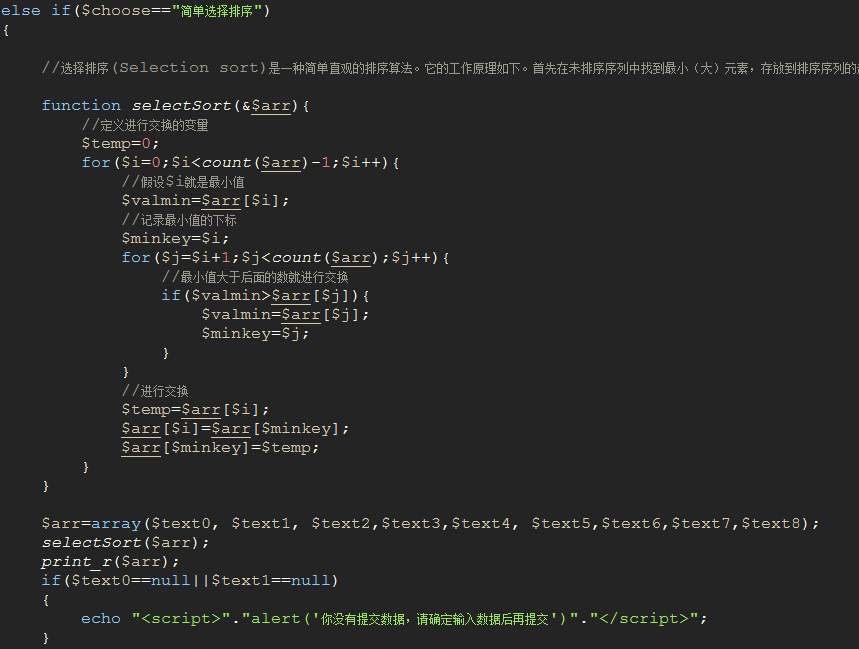 else if($choose=="简单选择排序")
{
//选择排序(Selection sort)是一种简单直观的排序算法。它的工作原理如下。首先在未排序序列中找到最小（大）元素，存放到排序序列的
function selectSort(&$arr){
//定义进行交换的变量
$temp=0;
for($i=0;$i<count($arr)-1;$i++){
//假设$i就是最小值
$valmin=$arr[$i];
//记录最小值的下标
$minkey=$i;
for($j=$i+1;$j<count($arr);$j++){
//最小值大于后面的数就进行交换
if($valmin>$arr[$j]){
$valmin=$arr[$j];
$minkey=$j;
}
}
//进行交换
$temp=$arr[$i];
$arr[$i]=$arr[$minkey];
$arr[$minkey]=$temp;
}
}
$arr=array($text0, $text1, $text2,$text3,$text4, $text5,$text6,$text7,$text8);
selectSort($arr);
print_r($arr);
if($text0==null||$text1==null)
{
echo "<script>"."alert('你没有提交数据，请确定输入数据后再提交')"."</script>";
}